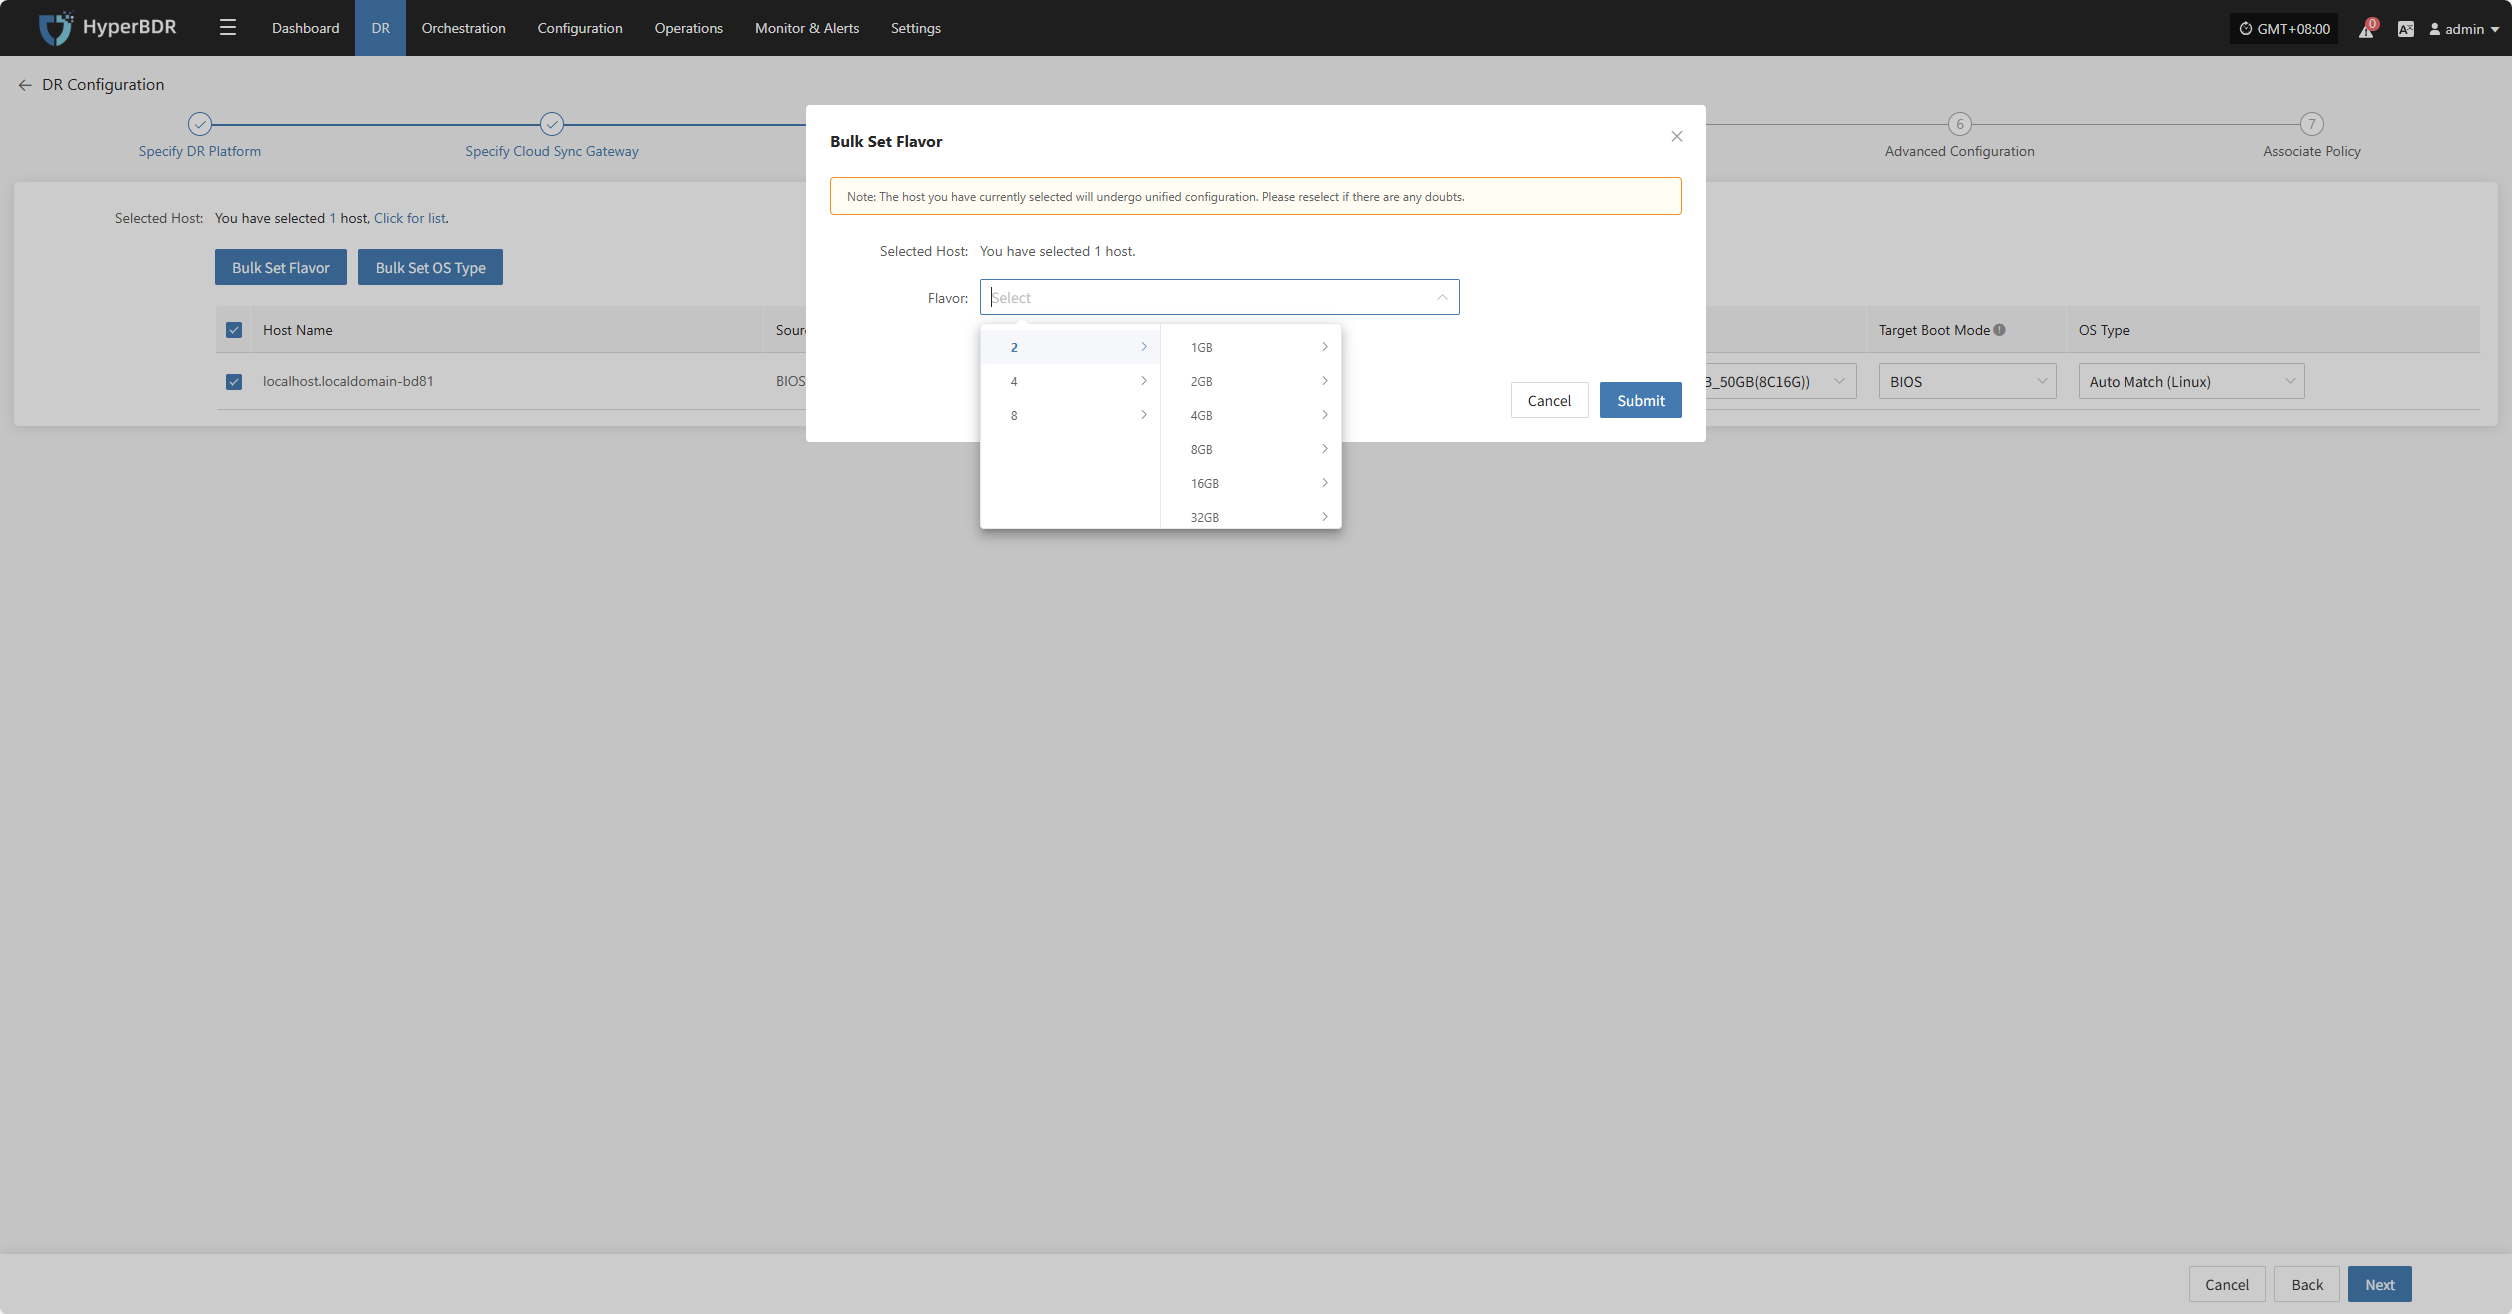 HyperBDR
Dashboard
DR
Orchestration
Configuration
Operations
Monitor & Alerts
Settings
GMT+08:00
0
admin
DR Configuration
Specify DR Platform
Specify Cloud Sync Gateway
6
Advanced Configuration
7
Associate Policy
Bulk Set Flavor
Note: The host you have currently selected will undergo unified configuration. Please reselect if there are any doubts.
Selected Host: You have selected 1 host.
Flavor: Select
2
4
8
1GB
2GB
4GB
8GB
16GB
32GB
Cancel
Submit
Selected Host: You have selected 1 host, Click for list.
Bulk Set Flavor
Bulk Set OS Type
Host Name
Target Boot Mode
OS Type
localhost.localdomain-bd81
BIOS
_50GB(8C16G))
BIOS
Auto Match (Linux)
Cancel
Back
Next